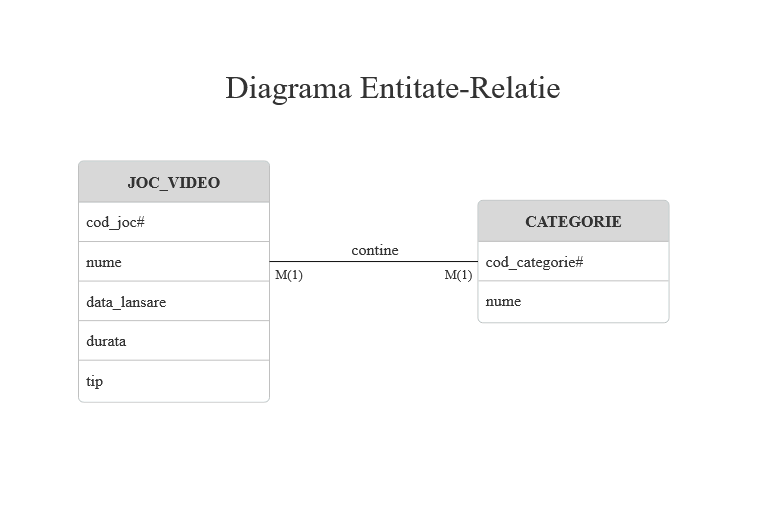 Diagrama Entitate-Relatie
JOC_VIDEO
cod_joc#
nume
data_lansare
durata
tip
contine
M(1)
M(1)
CATEGORIE
cod_categorie#
nume